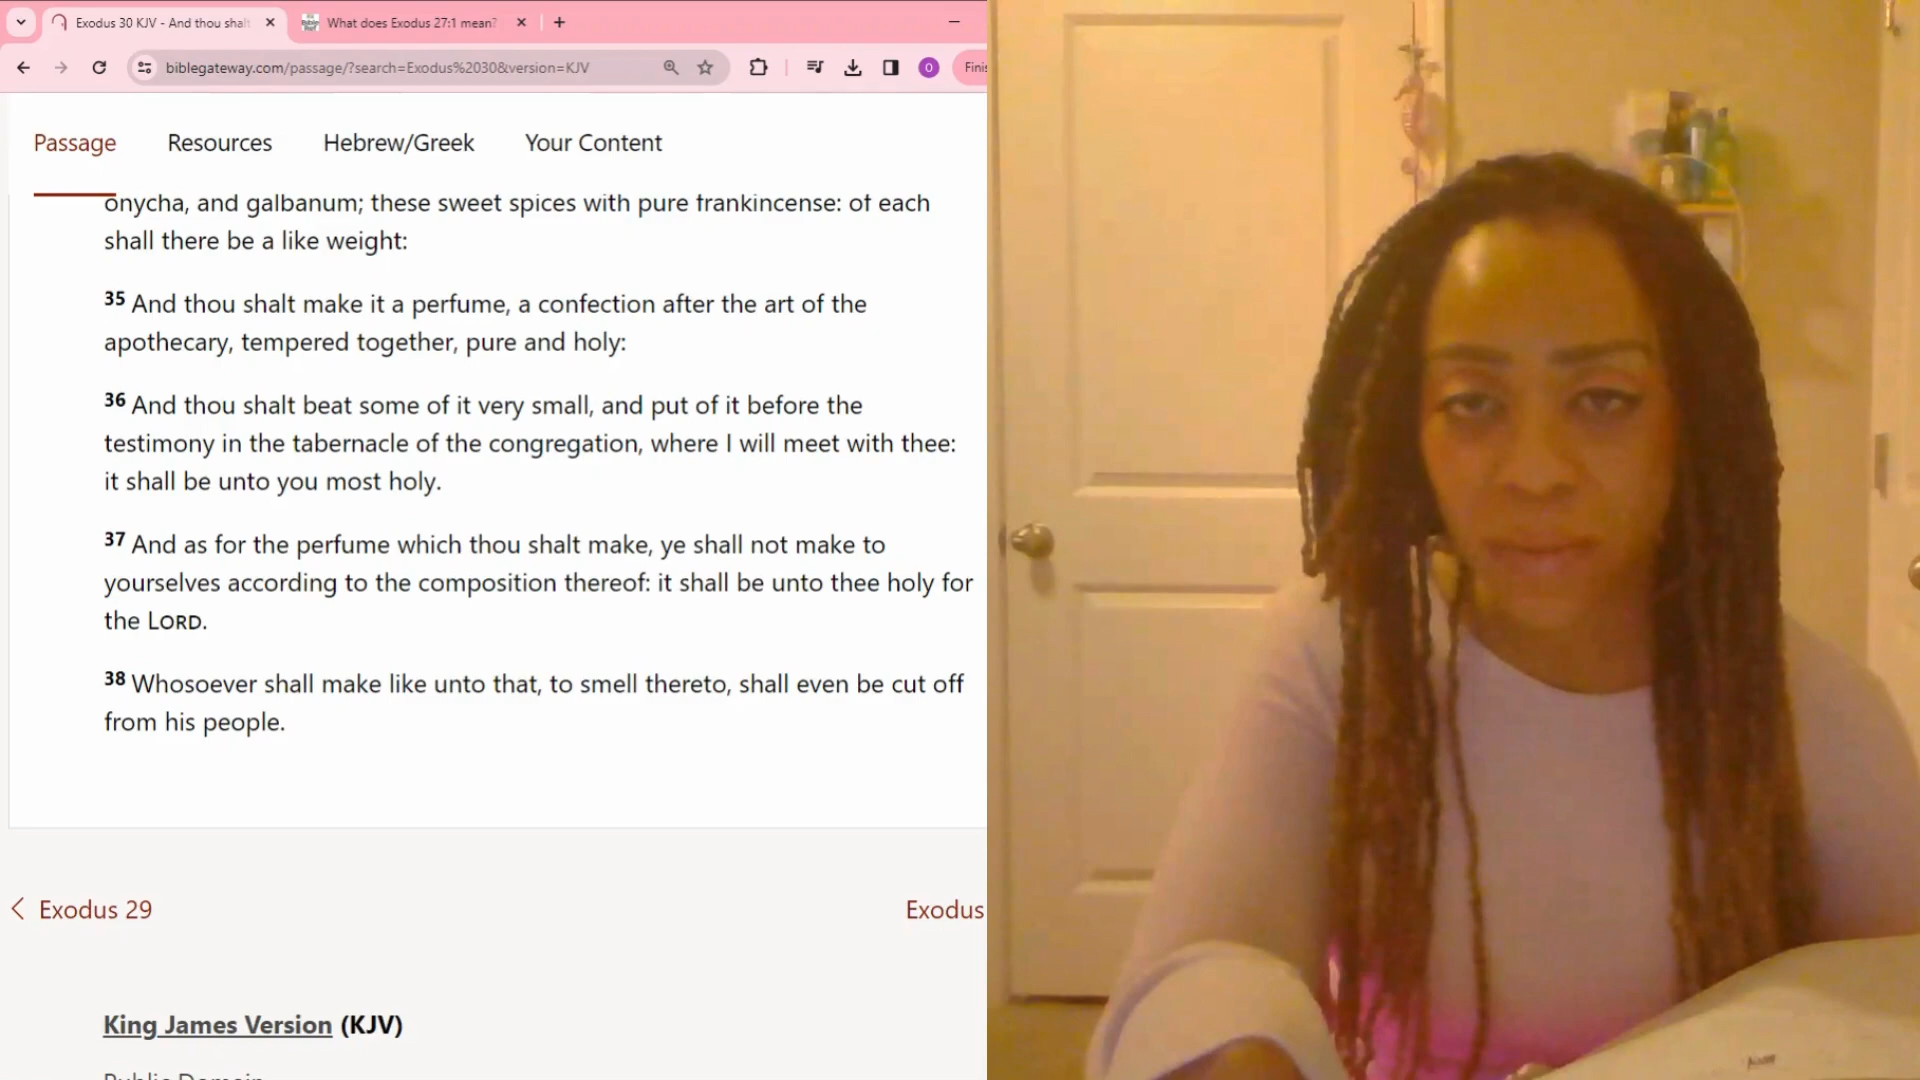 Exodus 30 KJV - And thou shalt
What does Exodus 27:1 mean?
biblegateway.com/passage/?search=Exodus%2030&version=KJV
O
Passage
Resources
Hebrew/Greek
Your Content
onycha, and galbanum; these sweet spices with pure frankincense: of each
shall there be a like weight:
35 And thou shalt make it a perfume, a confection after the art of the
apothecary, tempered together, pure and holy:
36 And thou shalt beat some of it very small, and put of it before the
testimony in the tabernacle of the congregation, where I will meet with thee:
it shall be unto you most holy.
37 And as for the perfume which thou shalt make, ye shall not make to
yourselves according to the composition thereof: it shall be unto thee holy for
the LORD.
38 Whosoever shall make like unto that, to smell thereto, shall even be cut off
from his people.
Exodus 29
Exodus
King James Version (KJV)
Public Domain